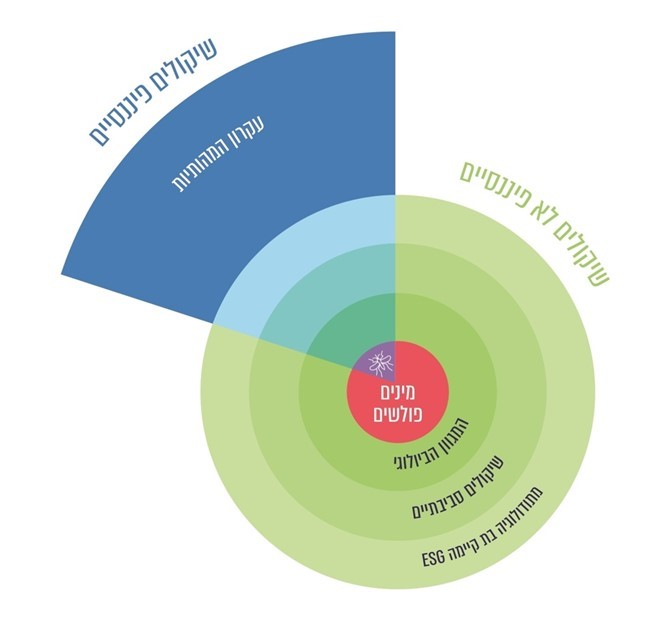 שיקולים פיננסיים
עקרון המהותיות
שיקולים לא פיננסיים
מינים
פולשים
המגוון הביולוגי
שיקולים סביבתיים
מתודולוגיה בת קיימה ESG